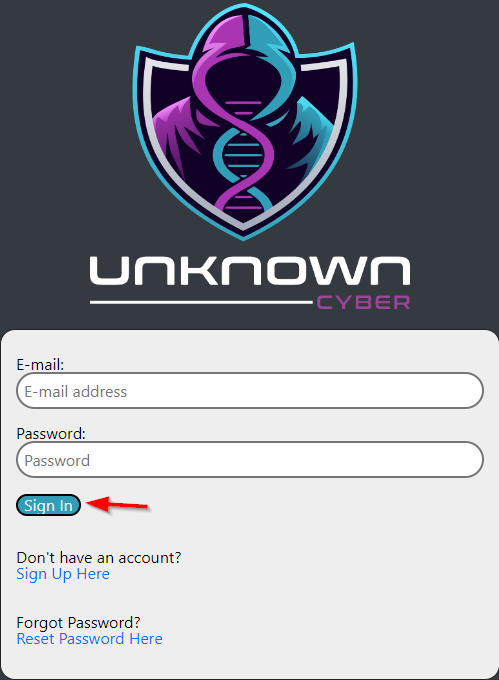 UNKNOWN
CYBER
E-mail:
E-mail address
Password:
Password
Sign In
Don't have an account?
Sign Up Here
Forgot Password?
Reset Password Here